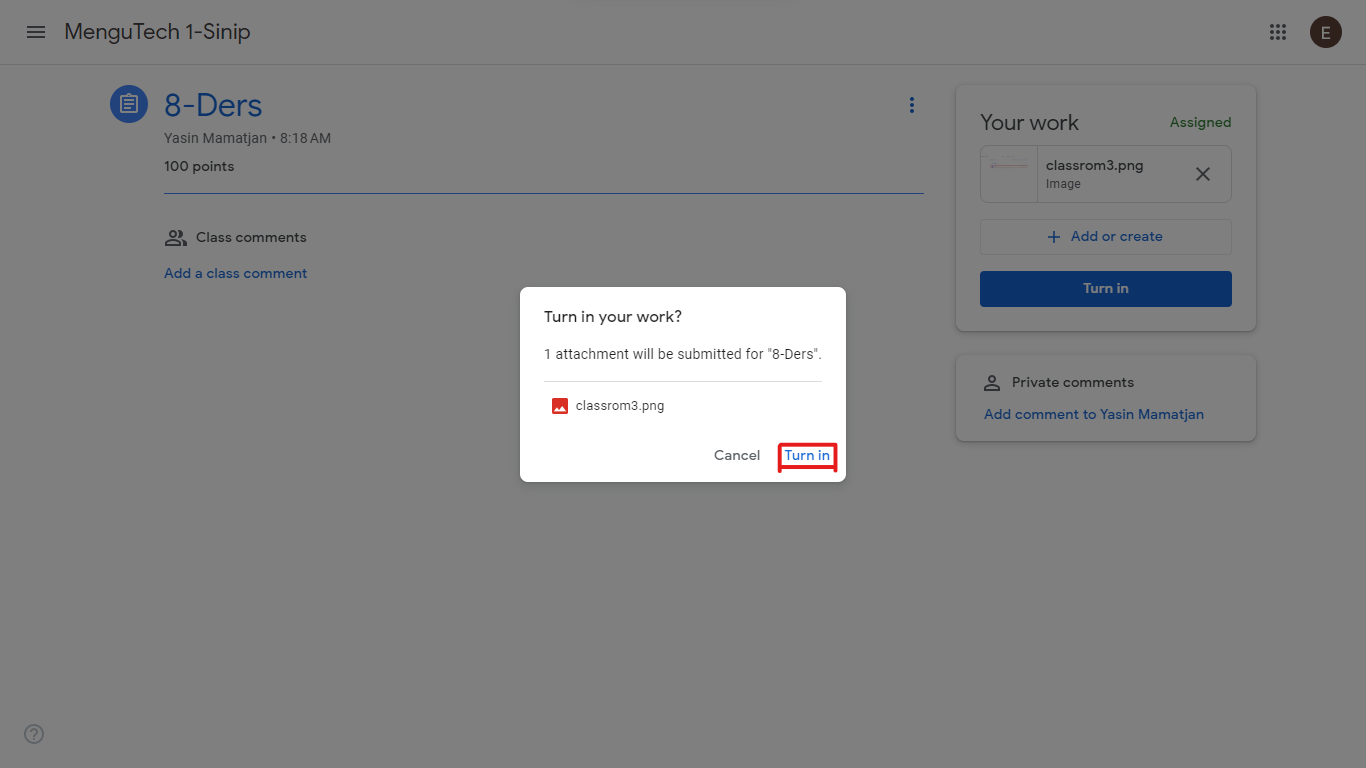 MenguTech 1-Sinip
E
8-Ders
Yasin Mamatjan • 8:18 AM
100 points
Class comments
Add a class comment
Your work
Assigned
classrom3.png
Image
Add or create
Turn in
Private comments
Add comment to Yasin Mamatjan
Turn in your work?
1 attachment will be submitted for "8-Ders".
classrom3.png
Cancel
Turn in